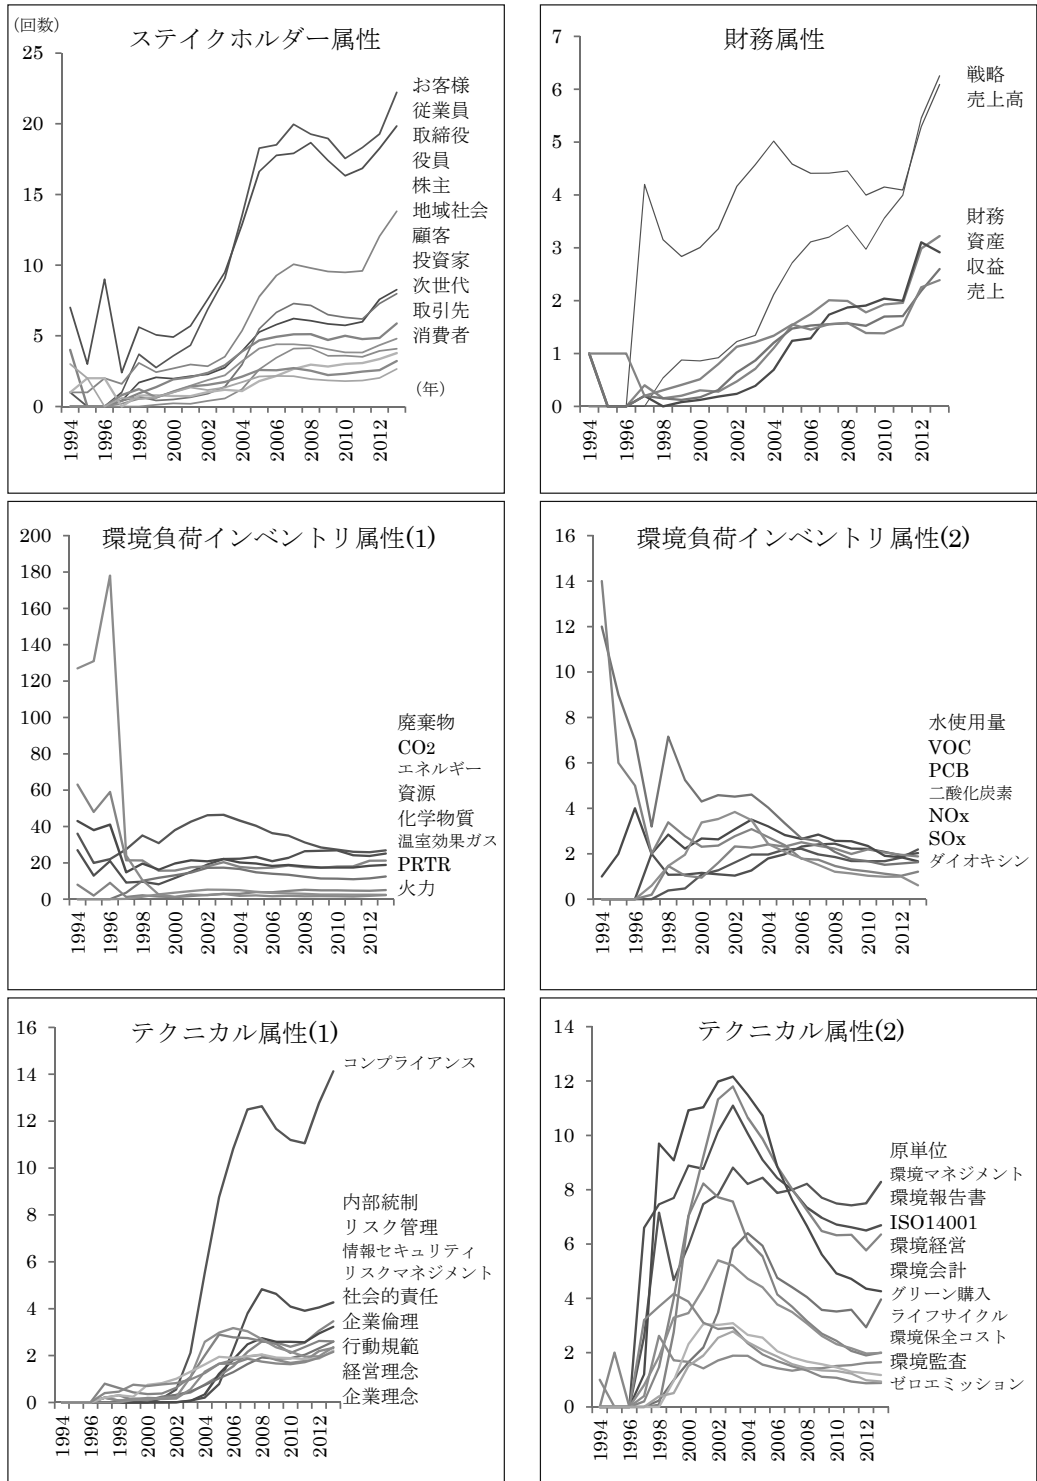 (回数)
ステイクホルダー属性
25
20
15
10
5
0
お客様
従業員
取締役
役員
株主
地域社会
顧客
投資家
次世代
取引先
消費者
(年)
1994
1996
1998
2000
2002
2004
2006
2008
2010
2012
財務属性
7
6
5
4
3
2
1
0
戦略
売上高
財務
資産
収益
売上
1994
1996
1998
2000
2002
2004
2006
2008
2010
2012
環境負荷インベントリ属性(1)
200
180
160
140
120
100
80
60
40
20
0
廃棄物
CO2
エネルギー
資源
化学物質
温室効果ガス
PRTR
火力
1994
1996
1998
2000
2002
2004
2006
2008
2010
2012
環境負荷インベントリ属性(2)
16
14
12
10
8
6
4
2
0
水使用量
VOC
PCB
二酸化炭素
NOx
SOx
ダイオキシン
1994
1996
1998
2000
2002
2004
2006
2008
2010
2012
テクニカル属性(1)
16
14
12
10
8
6
4
2
0
コンプライアンス
内部統制
リスク管理
情報セキュリティ
リスクマネジメント
社会的責任
企業倫理
行動規範
経営理念
企業理念
1994
1996
1998
2000
2002
2004
2006
2008
2010
2012
テクニカル属性(2)
14
12
10
8
6
4
2
0
原単位
環境マネジメント
環境報告書
ISO14001
環境経営
環境会計
グリーン購入
ライフサイクル
環境保全コスト
環境監査
ゼロエミッション
1994
1996
1998
2000
2002
2004
2006
2008
2010
2012